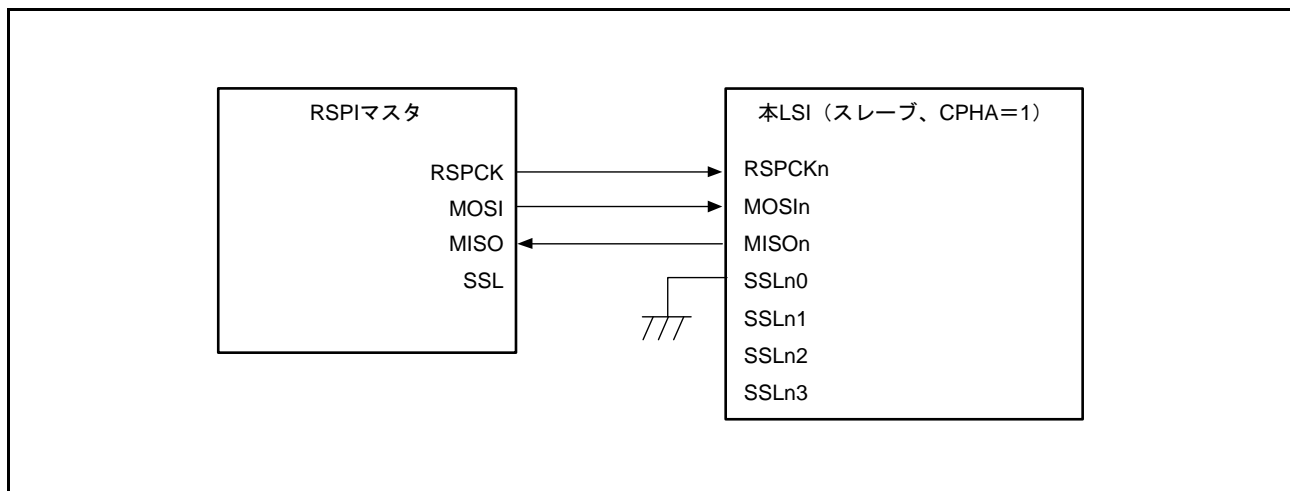 RSPIマスタ
RSPCK
MOSI
MISO
SSL
本LSI（スレーブ、CPHA＝1）
RSPCKn
MOSIn
MISOn
SSLn0
SSLn1
SSLn2
SSLn3